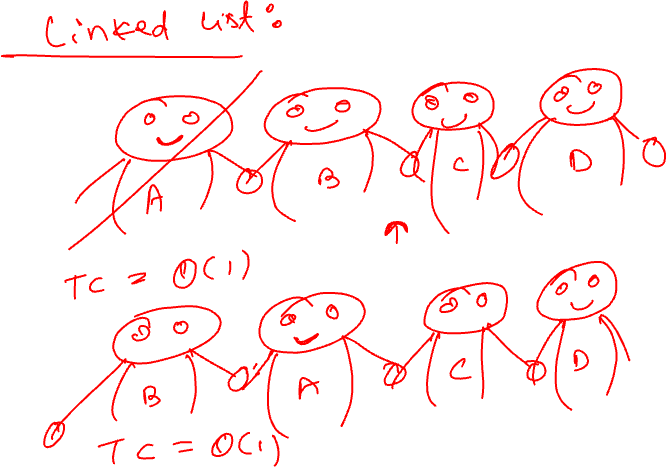 Linked List:
A B C D
TC = O(1)
B A C D
TC = O(1)